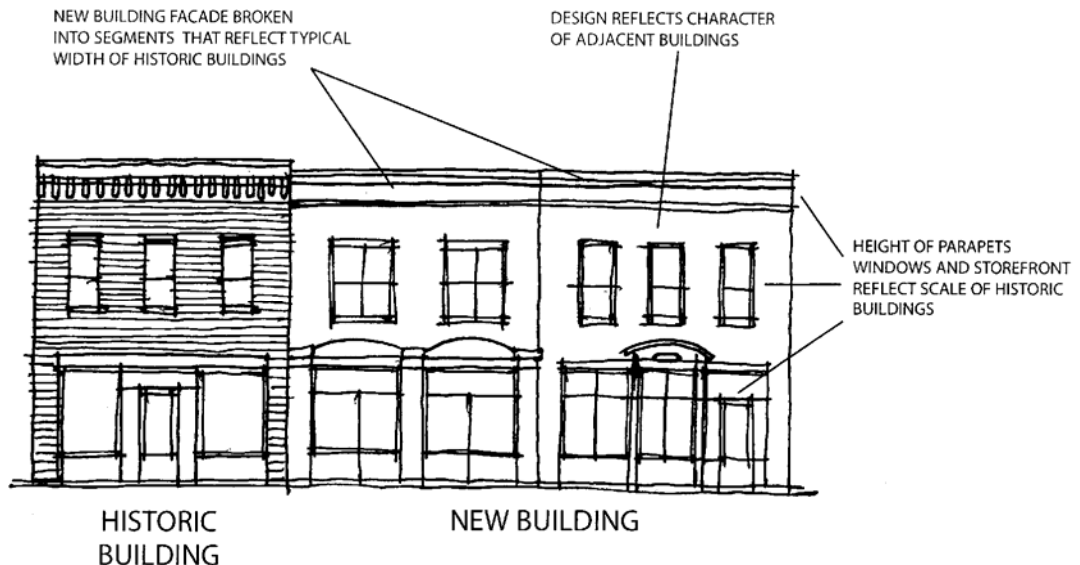 NEW BUILDING FACADE BROKEN
INTO SEGMENTS THAT REFLECT TYPICAL
WIDTH OF HISTORIC BUILDINGS
DESIGN REFLECTS CHARACTER
OF ADJACENT BUILDINGS
HEIGHT OF PARAPETS
WINDOWS AND STOREFRONT
REFLECT SCALE OF HISTORIC
BUILDINGS
HISTORIC
BUILDING
NEW BUILDING